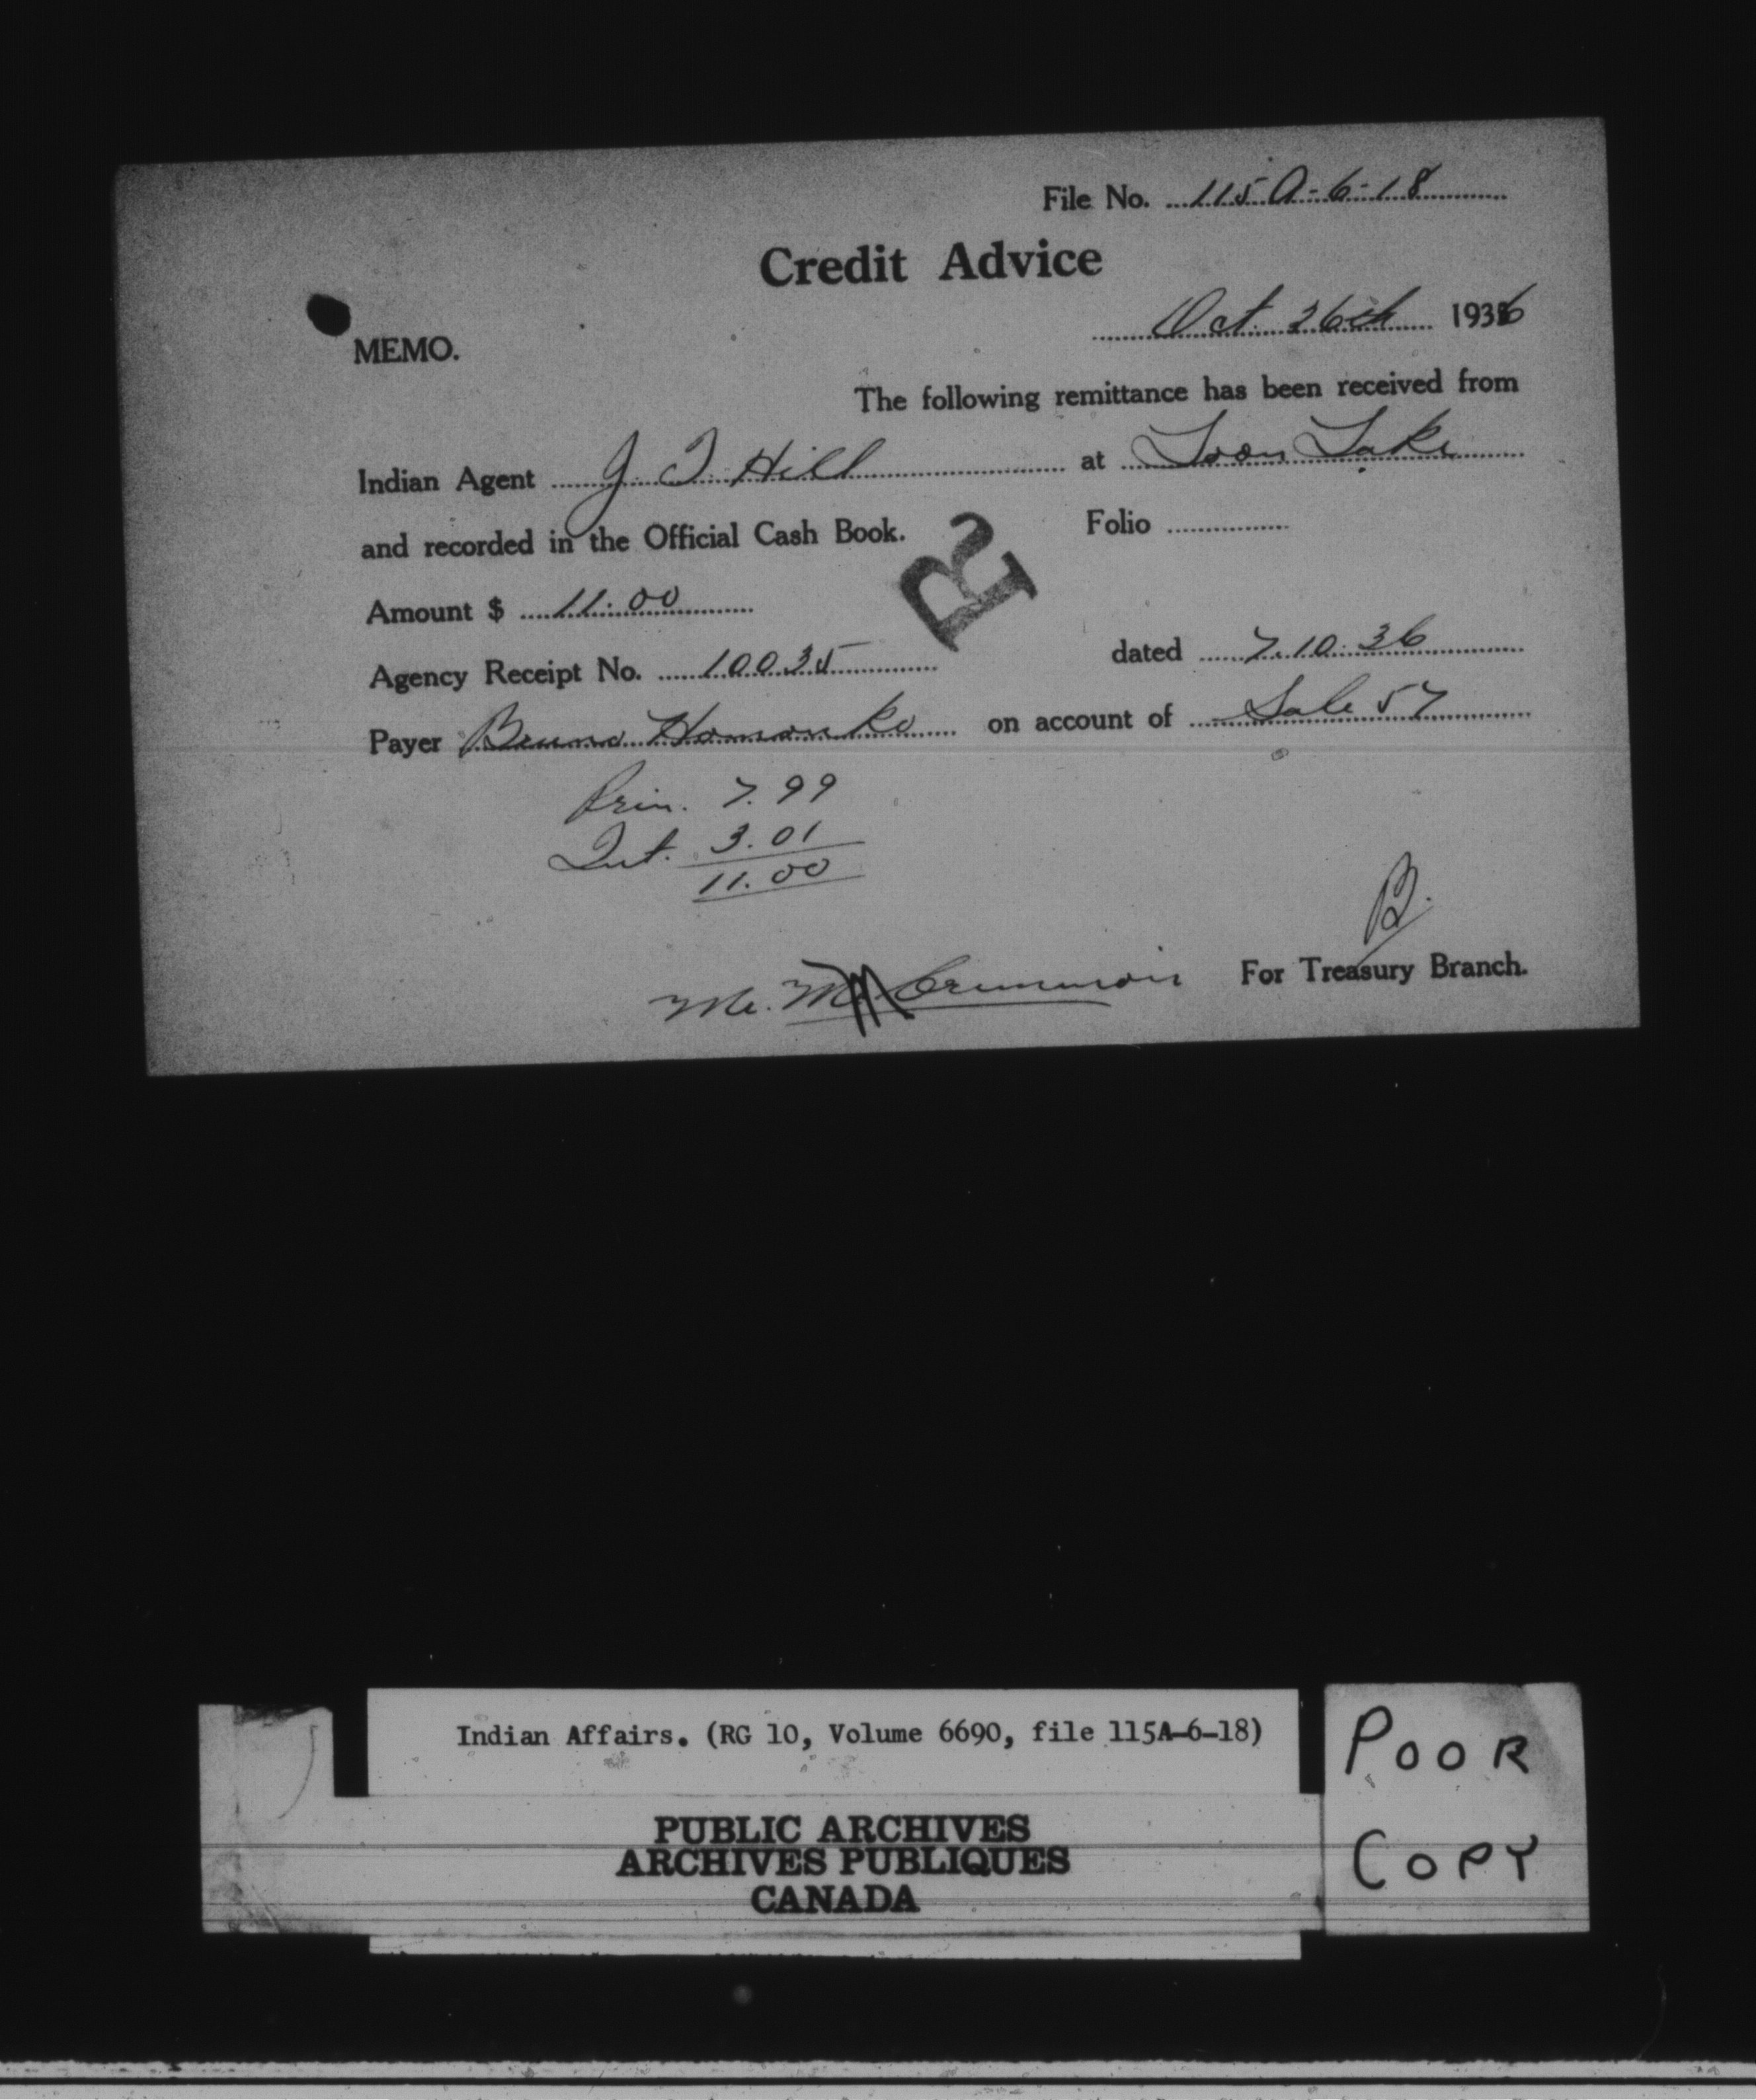 File No. 115A-6-18
Credit Advice
Oct. 26th 1936
MEMO.
The following remittance has been received from
Indian Agent J. T. Hill at Loon Lake
and recorded in the Official Cash Book. Folio
R
Amount $ 11.00
Agency Receipt No. 10035 dated 7.10.36
Payer Bruno Homonko on account of Sale 57
Prin. 7.99
Int. 3.01
11.00
B.
Mr. For Treasury Branch.
Indian Affairs. (RG 10, Volume 6690, file 115A-6-18)
PUBLIC ARCHIVES
ARCHIVES PUBLIQUES
CANADA
POOR
COPY